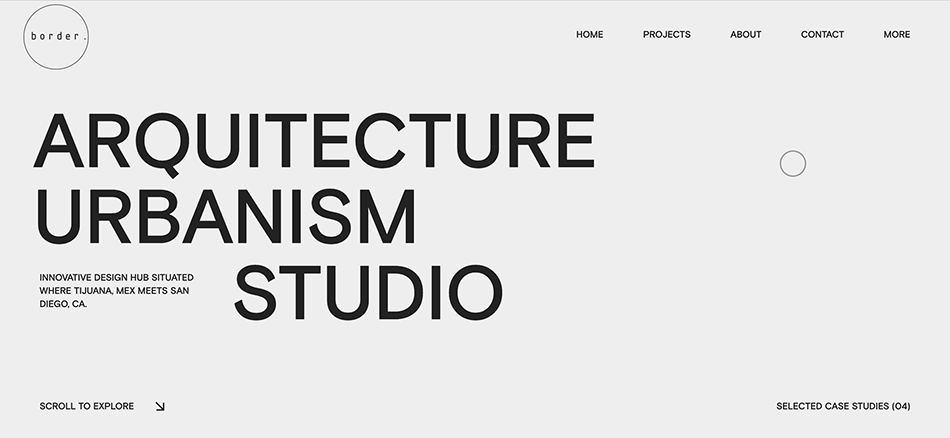 border.
HOME PROJECTS ABOUT CONTACT MORE
ARQUITECTURE
URBANISM
STUDIO
INNOVATIVE DESIGN HUB SITUATED
WHERE TIJUANA, MEX MEETS SAN
DIEGO, CA.
SCROLL TO EXPLORE
SELECTED CASE STUDIES (04)